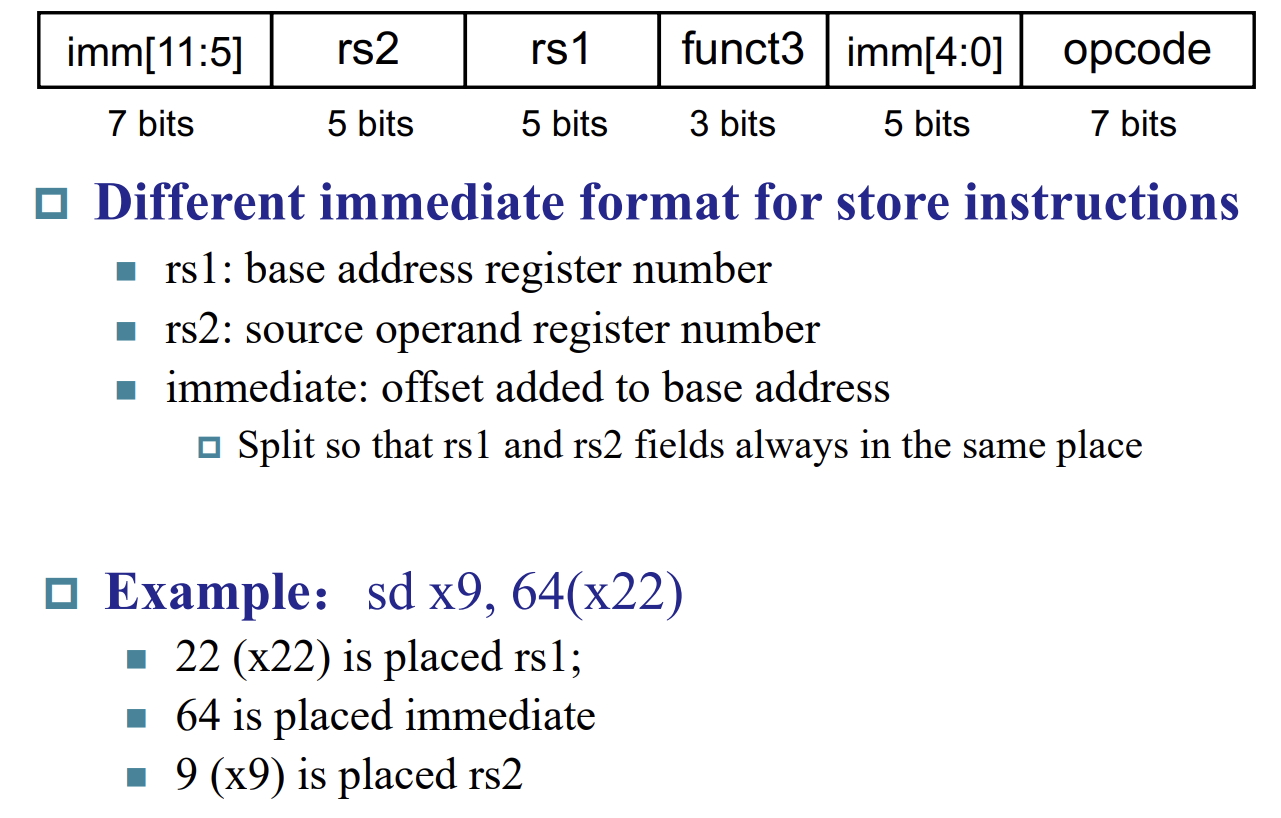 imm[11:5] rs2 rs1 funct3 imm[4:0] opcode
7 bits 5 bits 5 bits 3 bits 5 bits 7 bits
Different immediate format for store instructions
rs1: base address register number
rs2: source operand register number
immediate: offset added to base address
Split so that rs1 and rs2 fields always in the same place
Example： sd x9, 64(x22)
22 (x22) is placed rs1;
64 is placed immediate
9 (x9) is placed rs2